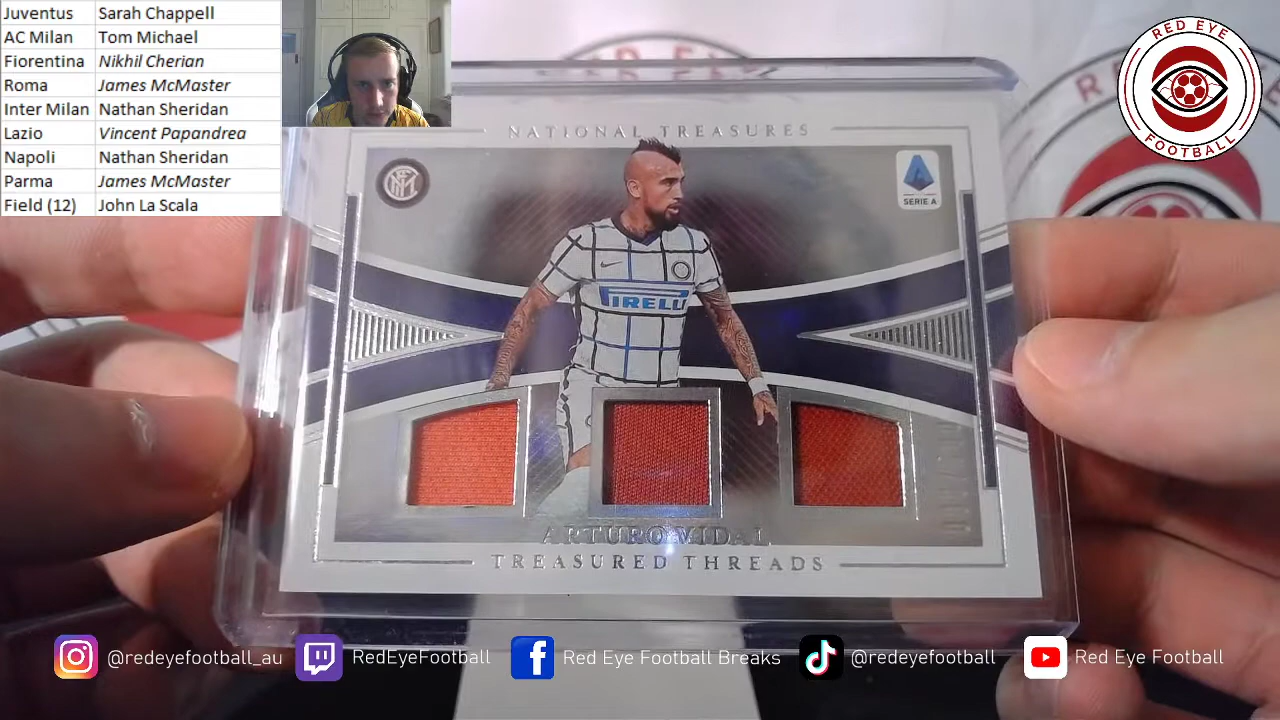 Juventus Sarah Chappell
AC Milan Tom Michael
Fiorentina Nikhil Cherian
Roma James McMaster
Inter Milan Nathan Sheridan
Lazio Vincent Papandrea
Napoli Nathan Sheridan
Parma James McMaster
Field (12) John La Scala
RED EYE
FOOTBALL
NATIONAL TREASURES
SERIE A
PIRELLI
ARTURO VIDAL
TREASURED THREADS
@redeyefootball_au
RedEyeFootball
Red Eye Football Breaks
@redeyefootball
Red Eye Football